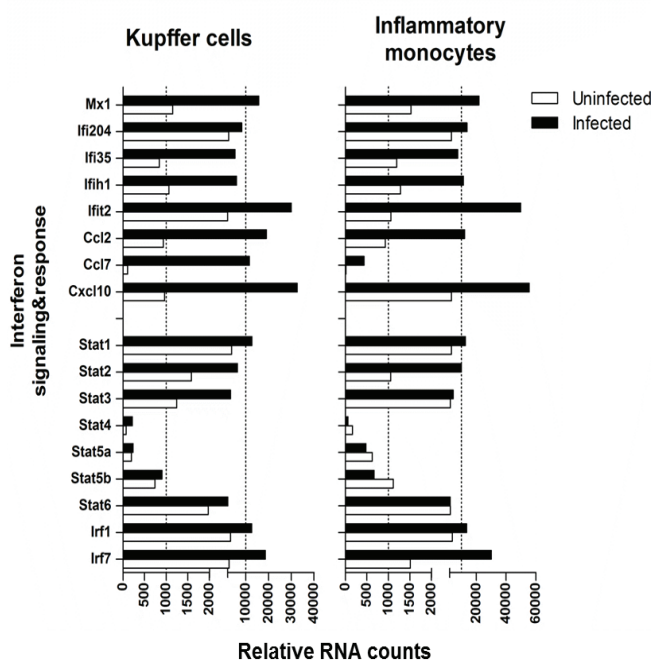 Kupffer cells
Inflammatory
monocytes
Uninfected
Infected
Interferon
signaling&response
Mx1
Ifi204
Ifi35
Ifih1
Ifit2
Ccl2
Ccl7
Cxcl10
Stat1
Stat2
Stat3
Stat4
Stat5a
Stat5b
Stat6
Irf1
Irf7
0 500 1000 1500 2000 10000 20000 30000 40000
0 500 1000 1500 2000 20000 40000 60000
Relative RNA counts